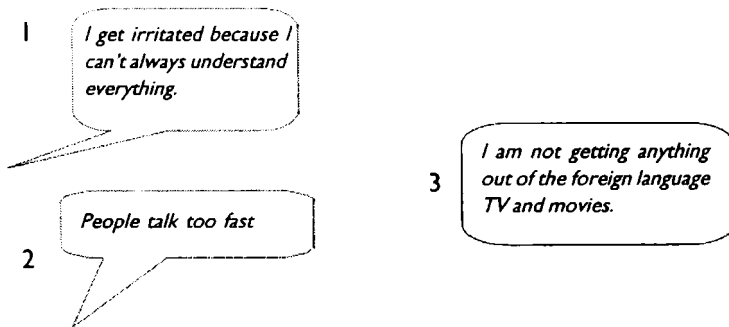 1
I get irritated because I
can't always understand
everything.
2
People talk too fast
3
I am not getting anything
out of the foreign language
TV and movies.